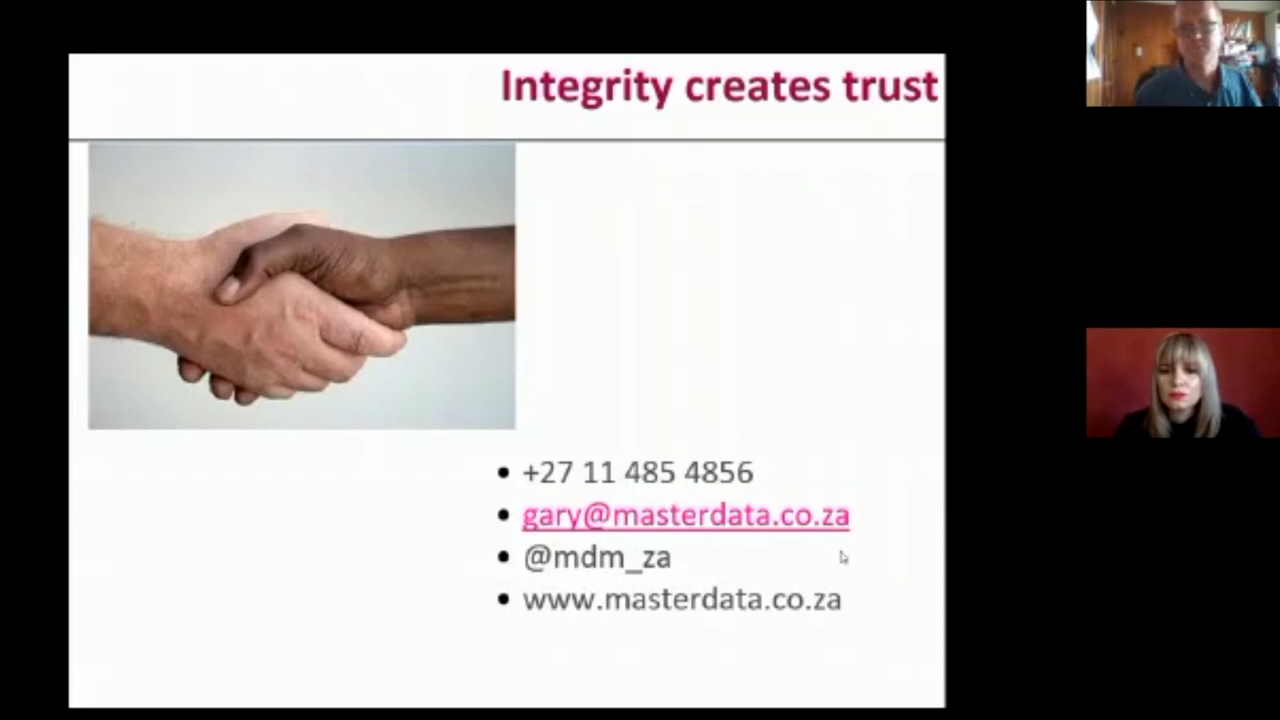 Integrity creates trust
+27 11 485 4856
gary@masterdata.co.za
@mdm_za
www.masterdata.co.za